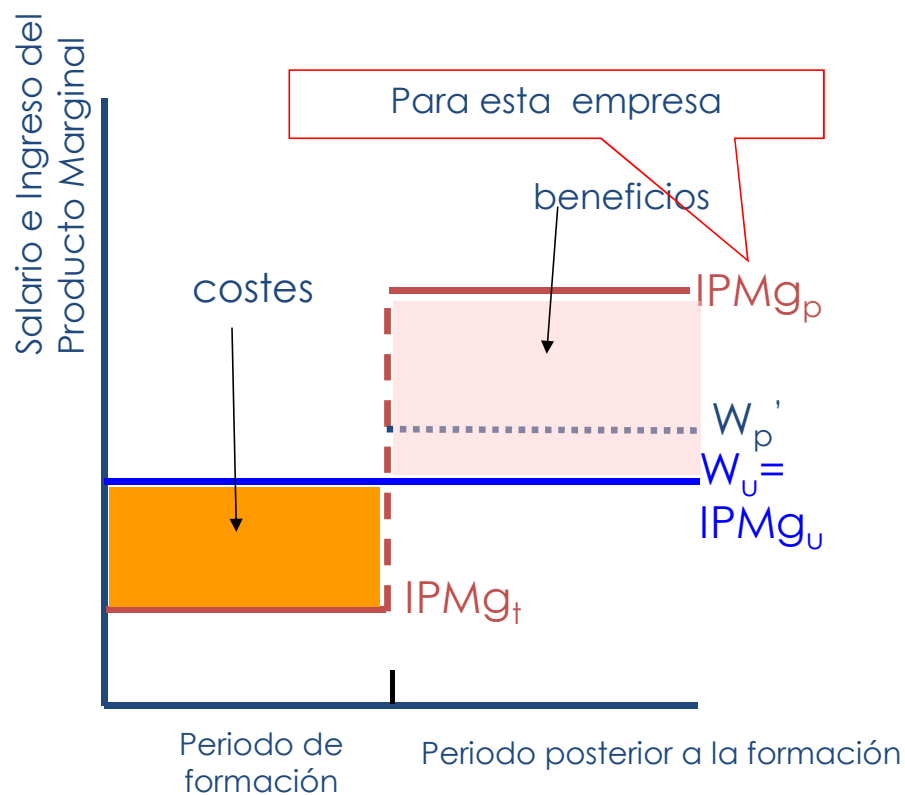 Salario e Ingreso del
Producto Marginal
Para esta empresa
beneficios
costes
IPMgₚ
Wₚ’
Wᵤ=
IPMgᵤ
IPMgₜ
Periodo de
formación
Periodo posterior a la formación